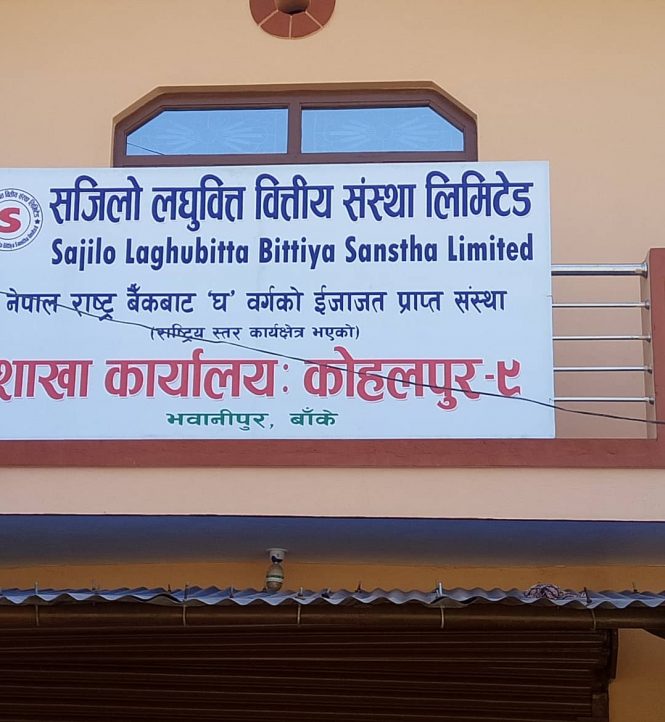 सजिलो लघुवित्त वित्तीय संस्था लिमिटेड
Sajilo Laghubitta Bittiya Sanstha Limited
नेपाल राष्ट्र बैंकबाट 'घ' वर्गको ईजाजत प्राप्त संस्था
(राष्ट्रिय स्तर कार्यक्षेत्र भएको)
शाखा कार्यालय: कोहलपुर-९
भवानीपुर, बाँके
S